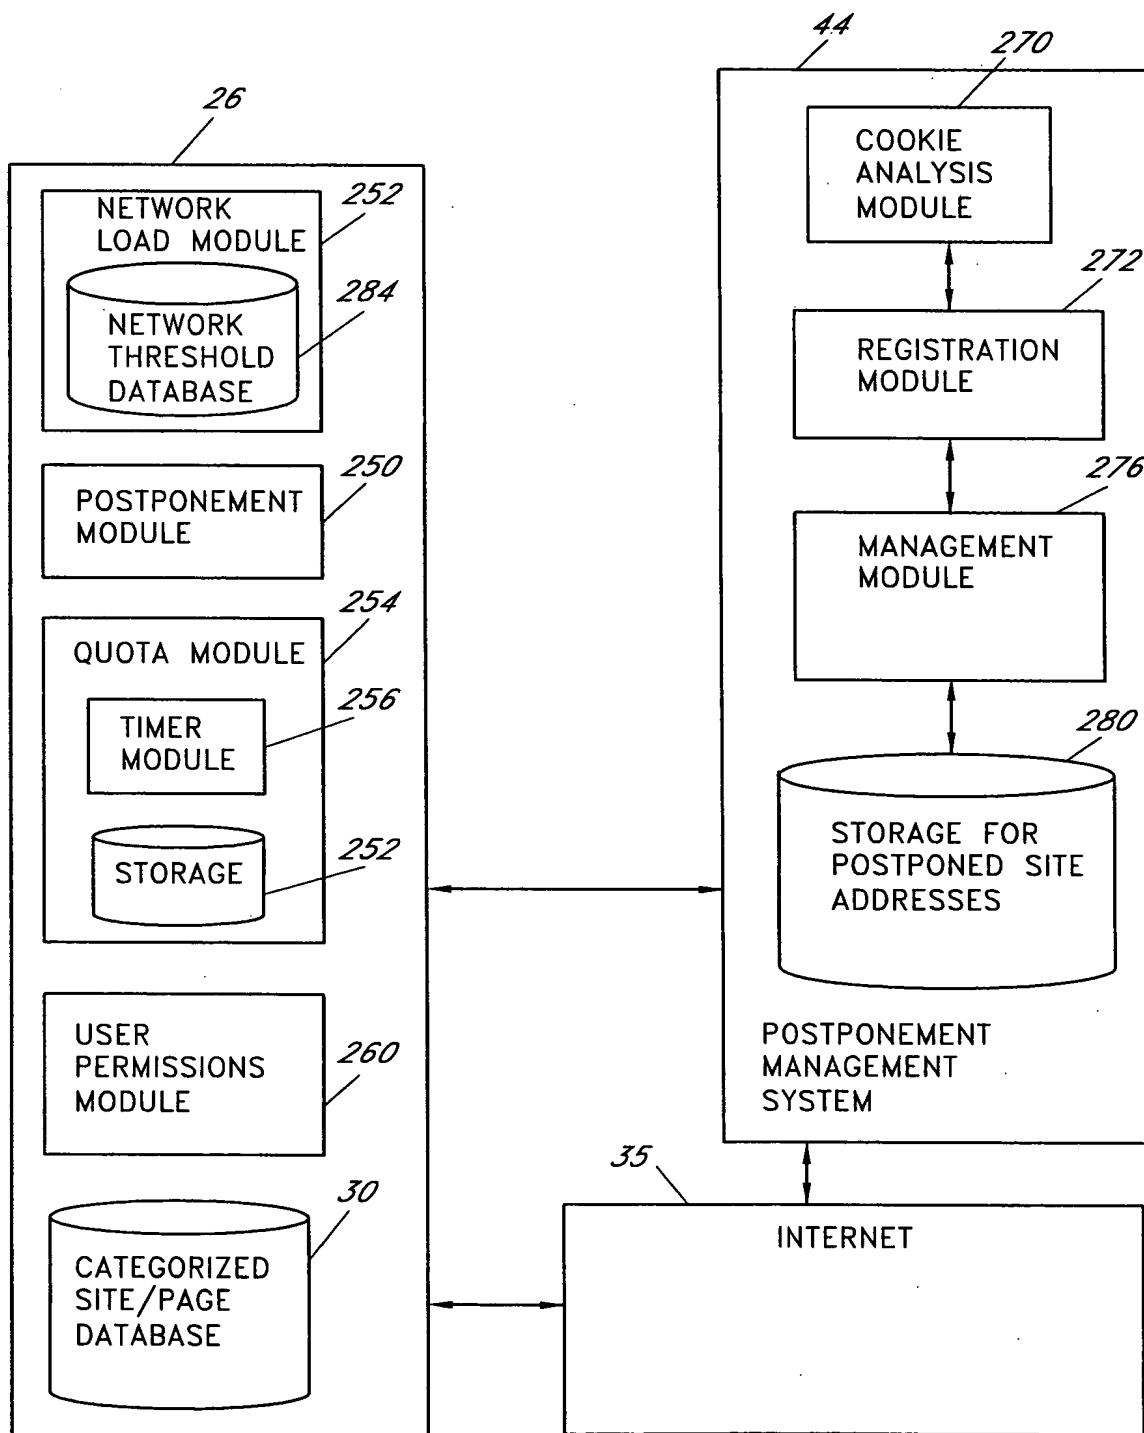 26
NETWORK
LOAD MODULE
252
NETWORK
THRESHOLD
DATABASE
284
POSTPONEMENT
MODULE
250
QUOTA MODULE
254
TIMER
MODULE
256
STORAGE
252
USER
PERMISSIONS
MODULE
260
CATEGORIZED
SITE/PAGE
DATABASE
30
44
COOKIE
ANALYSIS
MODULE
270
REGISTRATION
MODULE
272
MANAGEMENT
MODULE
276
STORAGE FOR
POSTPONED SITE
ADDRESSES
280
POSTPONEMENT
MANAGEMENT
SYSTEM
35
INTERNET